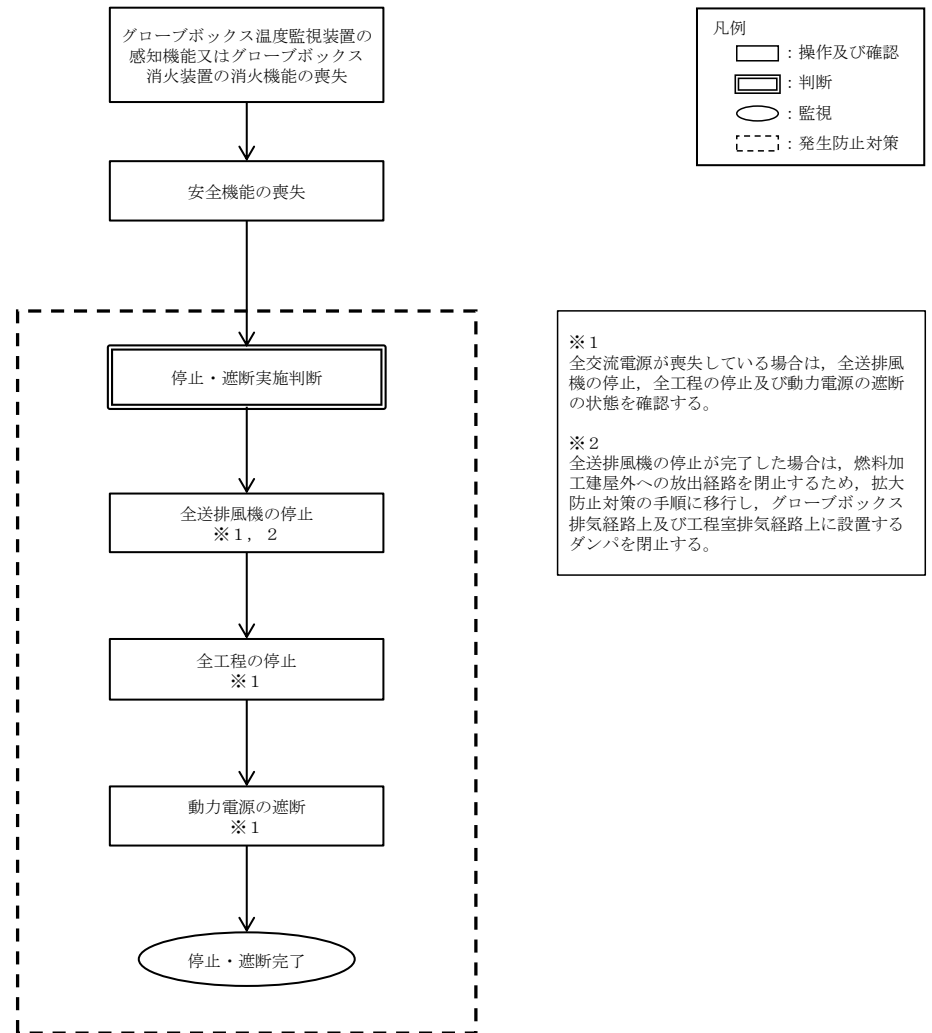 グローブボックス温度監視装置の
感知機能又はグローブボックス
消火装置の消火機能の喪失
安全機能の喪失
停止・遮断実施判断
全送排風機の停止
※１，２
全工程の停止
※１
動力電源の遮断
※１
停止・遮断完了
凡例
：操作及び確認
：判断
：監視
：発生防止対策
※１
全交流電源が喪失している場合は，全送排風
機の停止，全工程の停止及び動力電源の遮断
の状態を確認する。
※２
全送排風機の停止が完了した場合は，燃料加
工建屋外への放出経路を閉止するため，拡大
防止対策の手順に移行し，グローブボックス
排気経路上及び工程室排気経路上に設置する
ダンパを閉止する。